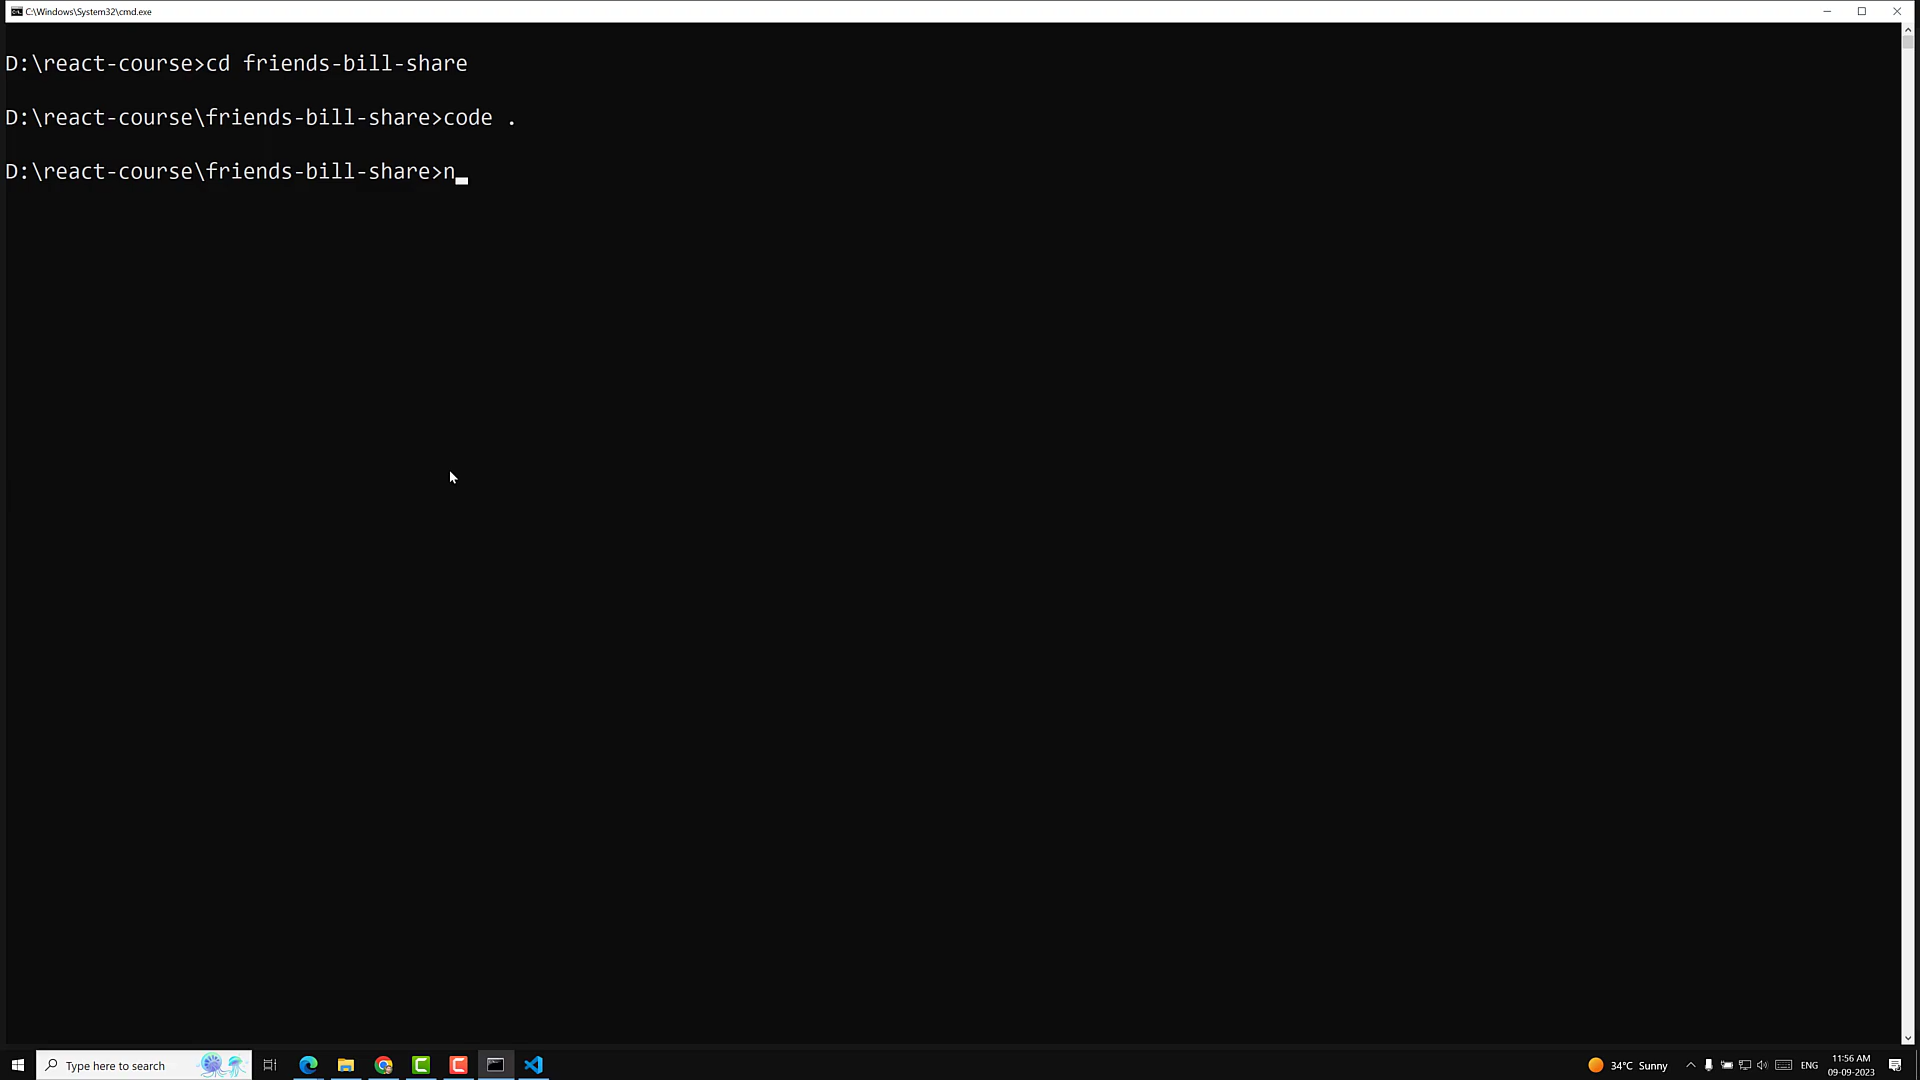 C:\Windows\System32\cmd.exe
D:\react-course>cd friends-bill-share
D:\react-course\friends-bill-share>code .
D:\react-course\friends-bill-share>n
Type here to search
34°C Sunny
ENG
11:56 AM
09-09-2023